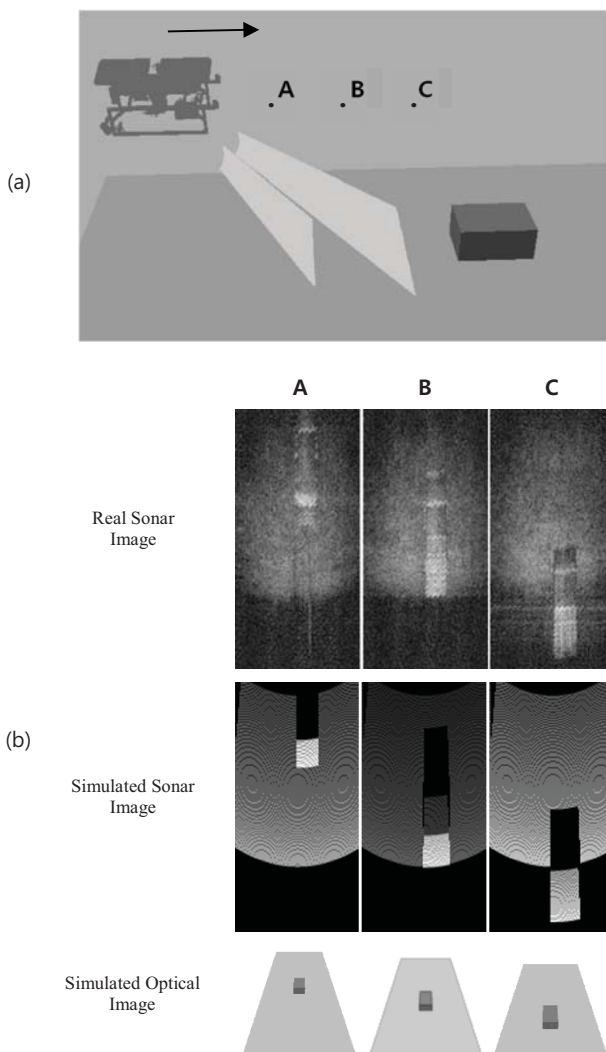 A B C
(a)
A B C
Real Sonar
Image
(b)
Simulated Sonar
Image
Simulated Optical
Image